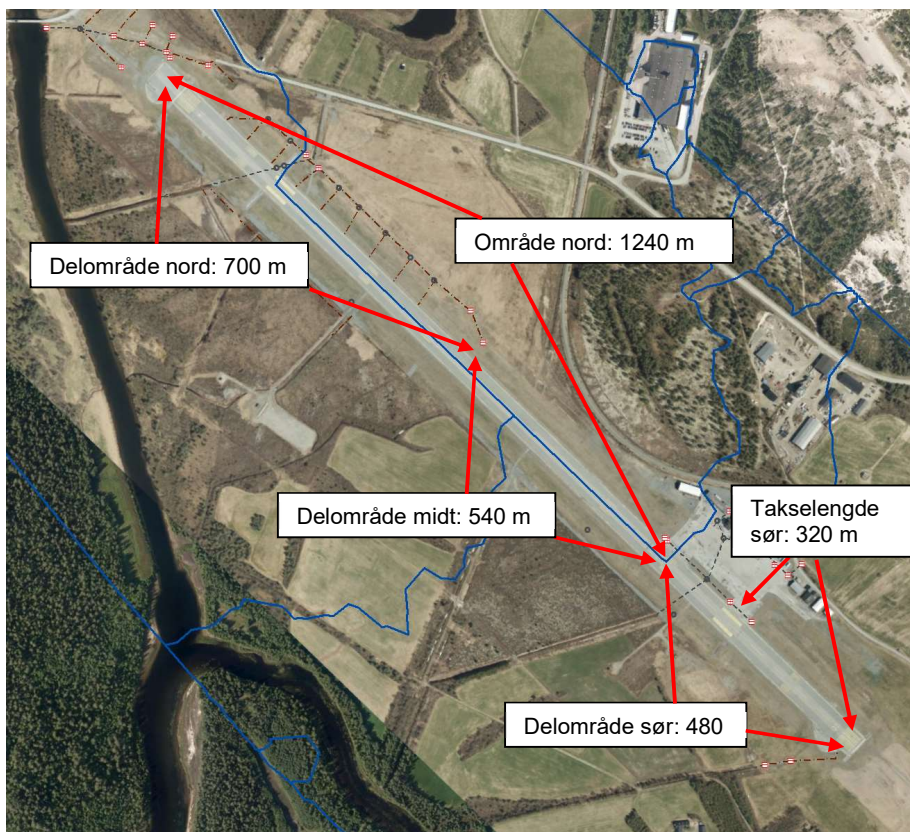 Delområde nord: 700 m
Område nord: 1240 m
Delområde midt: 540 m
Takselengde
sør: 320 m
Delområde sør: 480